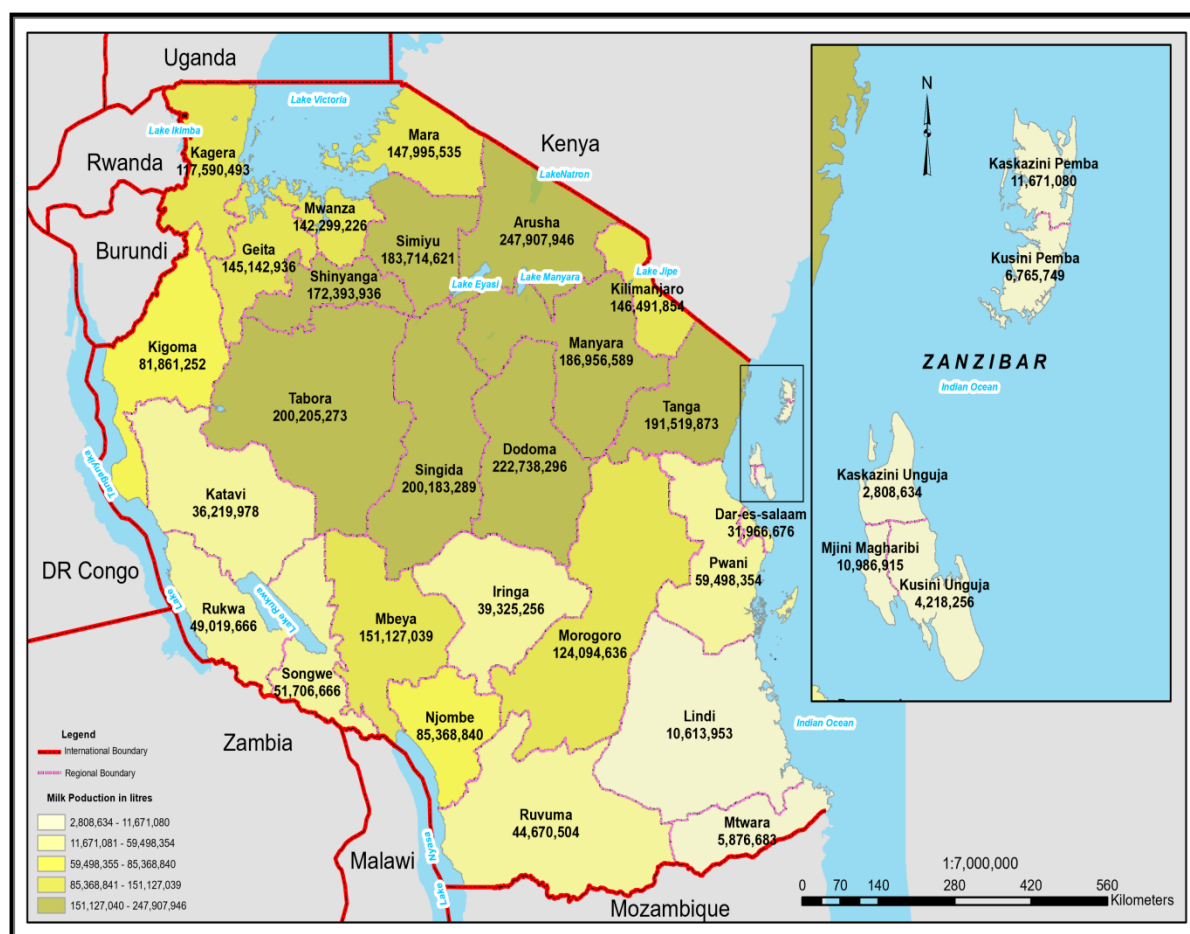 Uganda
Lake Victoria
Lake Ikimba
Rwanda
Burundi
Kenya
Kagera
117,590,493
Mara
147,995,535
LakeNatron
Mwanza
142,299,226
Geita
145,142,936
Simiyu
183,714,621
Arusha
247,907,946
Shinyanga
172,393,936
Lake Eyasi
Lake Manyara
Lake Jipe
Kilimanjaro
146,491,854
Kigoma
81,861,252
Manyara
186,956,589
Tabora
200,205,273
Tanga
191,519,873
Dodoma
222,738,296
Singida
200,183,289
Katavi
36,219,978
Dar-es-salaam
31,966,676
Pwani
59,498,354
Lake Tanganyika
DR Congo
Rukwa
49,019,666
Lake Rukwa
Iringa
39,325,256
Mbeya
151,127,039
Morogoro
124,094,636
Songwe
51,706,666
Njombe
85,368,840
Lindi
10,613,953
Indian Ocean
Zambia
Ruvuma
44,670,504
Mtwara
5,876,683
Malawi
Lake Nyasa
Mozambique
N
Kaskazini Pemba
11,671,080
Kusini Pemba
6,765,749
ZANZIBAR
Indian Ocean
Kaskazini Unguja
2,808,634
Mjini Magharibi
10,986,915
Kusini Unguja
4,218,256
Legend
International Boundary
Regional Boundary
Milk Poduction in litres
2,808,634 - 11,671,080
11,671,081 - 59,498,354
59,498,355 - 85,368,840
85,368,841 - 151,127,039
151,127,040 - 247,907,946
1:7,000,000
0 70 140 280 420 560
Kilometers